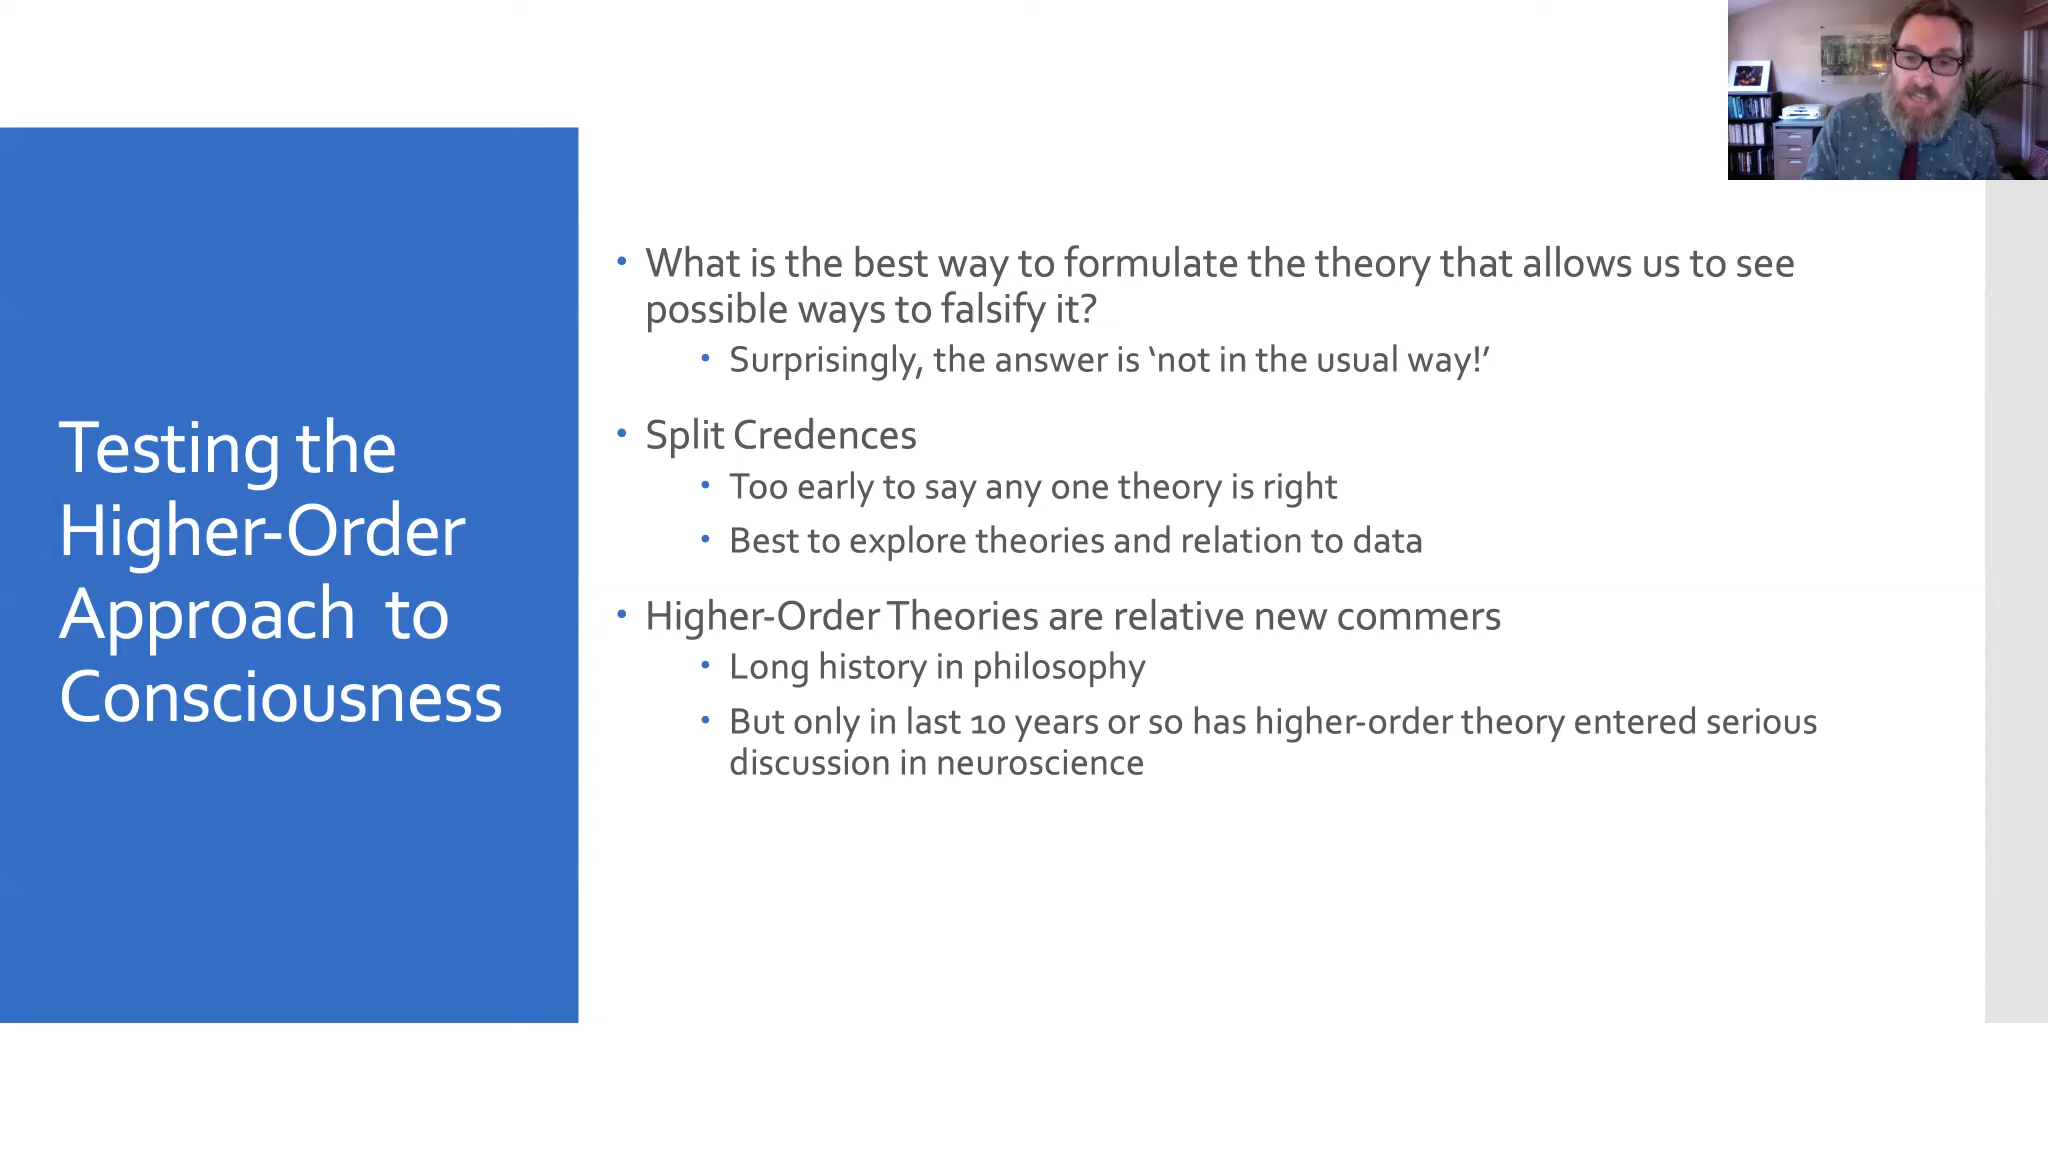 Testing the
Higher-Order
Approach to
Consciousness
• What is the best way to formulate the theory that allows us to see
possible ways to falsify it?
• Surprisingly, the answer is ‘not in the usual way!’
• Split Credences
• Too early to say any one theory is right
• Best to explore theories and relation to data
• Higher-Order Theories are relative new commers
• Long history in philosophy
• But only in last 10 years or so has higher-order theory entered serious
discussion in neuroscience